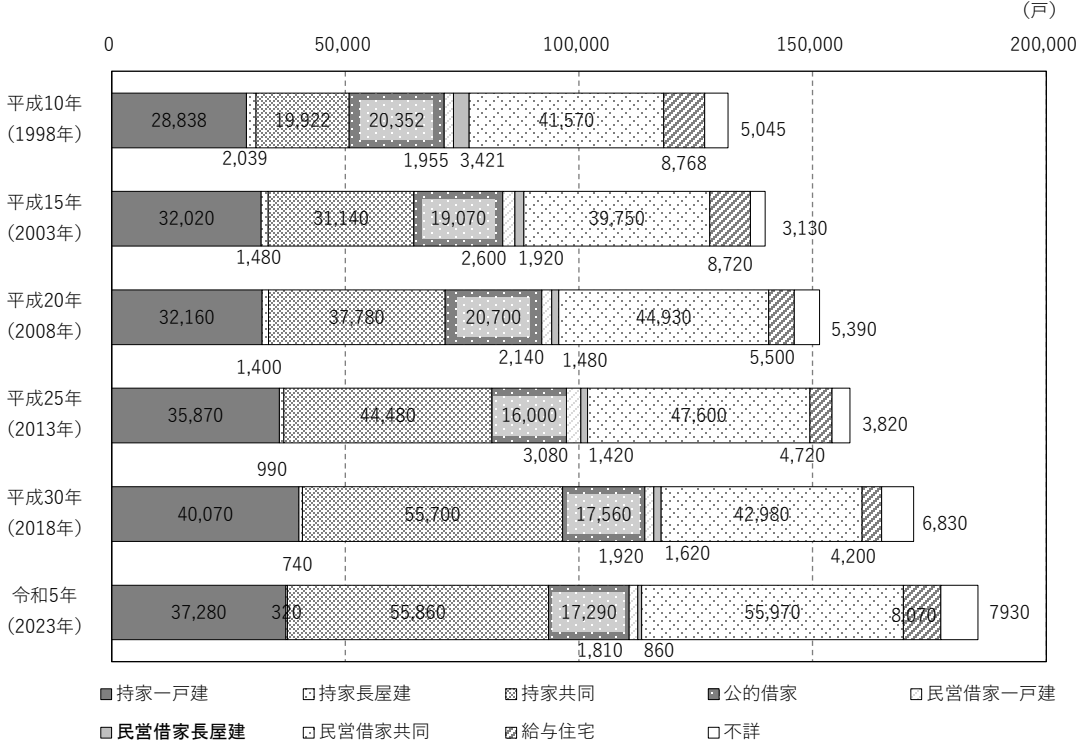 （戸）
0 50,000 100,000 150,000 200,000
平成10年
（1998年）
28,838 19,922 20,352 41,570 5,045
2,039 1,955 3,421 8,768
平成15年
（2003年）
32,020 31,140 19,070 39,750 3,130
1,480 2,600 1,920 8,720
平成20年
（2008年）
32,160 37,780 20,700 44,930 5,390
1,400 2,140 1,480 5,500
平成25年
（2013年）
35,870 44,480 16,000 47,600 3,820
990 3,080 1,420 4,720
平成30年
（2018年）
40,070 55,700 17,560 42,980 6,830
740 1,920 1,620 4,200
令和5年
（2023年）
37,280 320 55,860 17,290 55,970 8,070 7930
1,810 860
持家一戸建 持家長屋建 持家共同 公的借家 民営借家一戸建
民営借家長屋建 民営借家共同 給与住宅 不詳